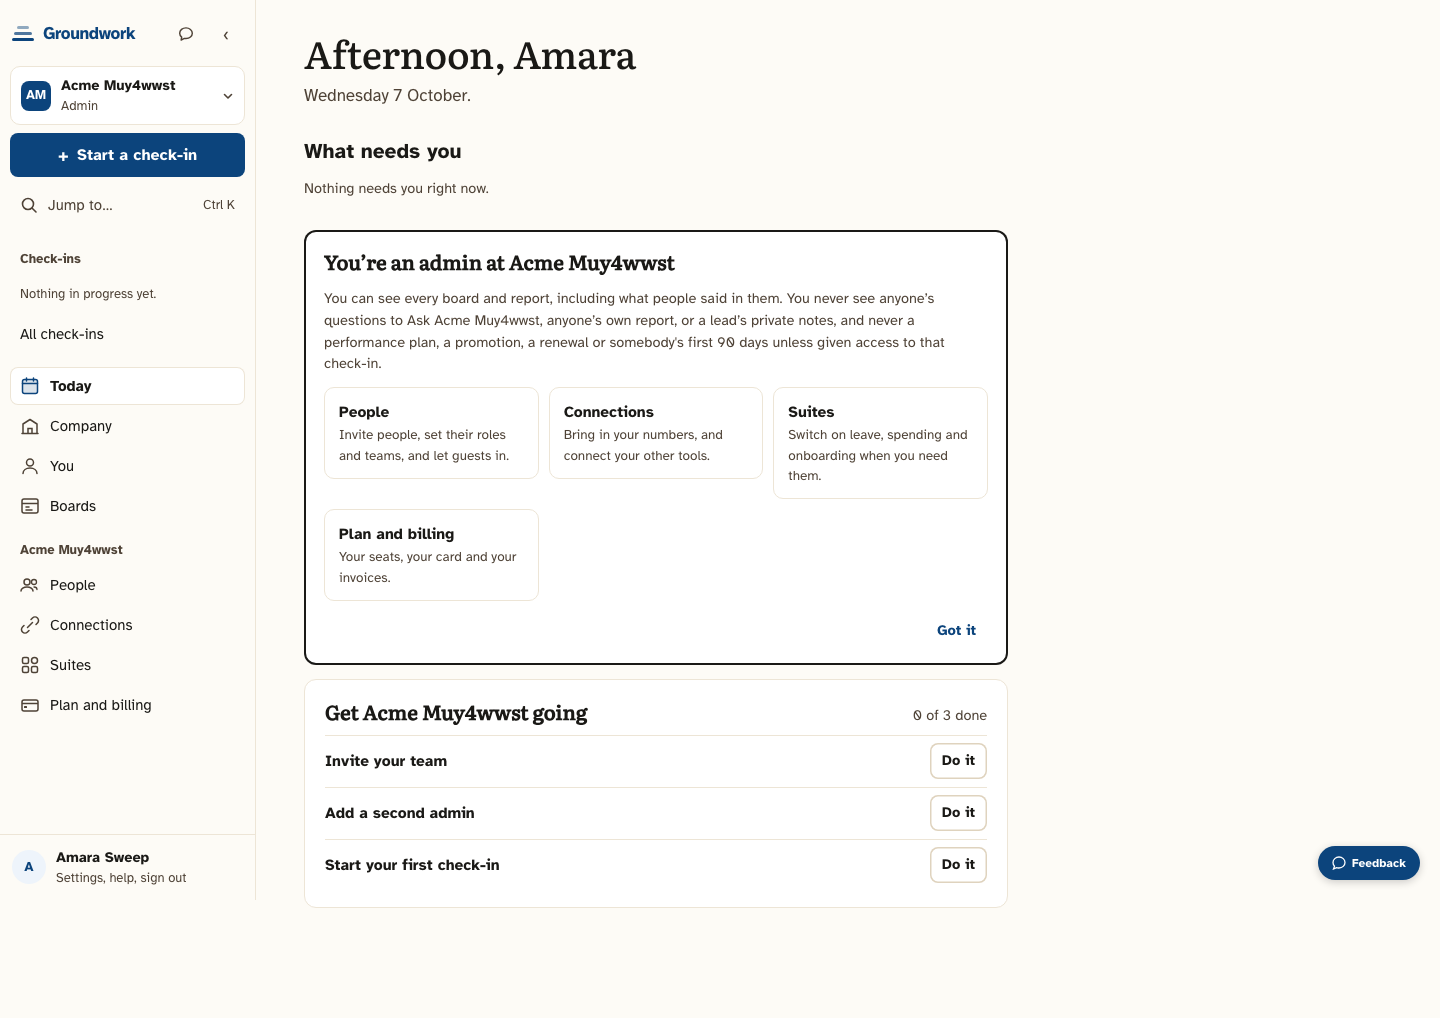 Groundwork
AM
Acme Muy4wwst
Admin
+ Start a check-in
Jump to...
Ctrl K
Check-ins
Nothing in progress yet.
All check-ins
Today
Company
You
Boards
Acme Muy4wwst
People
Connections
Suites
Plan and billing
A
Amara Sweep
Settings, help, sign out
Afternoon, Amara
Wednesday 7 October.
What needs you
Nothing needs you right now.
You’re an admin at Acme Muy4wwst
You can see every board and report, including what people said in them. You never see anyone’s
questions to Ask Acme Muy4wwst, anyone’s own report, or a lead’s private notes, and never a
performance plan, a promotion, a renewal or somebody's first 90 days unless given access to that
check-in.
People
Invite people, set their roles
and teams, and let guests in.
Connections
Bring in your numbers, and
connect your other tools.
Suites
Switch on leave, spending and
onboarding when you need
them.
Plan and billing
Your seats, your card and your
invoices.
Got it
Get Acme Muy4wwst going
0 of 3 done
Invite your team
Do it
Add a second admin
Do it
Start your first check-in
Do it
Feedback